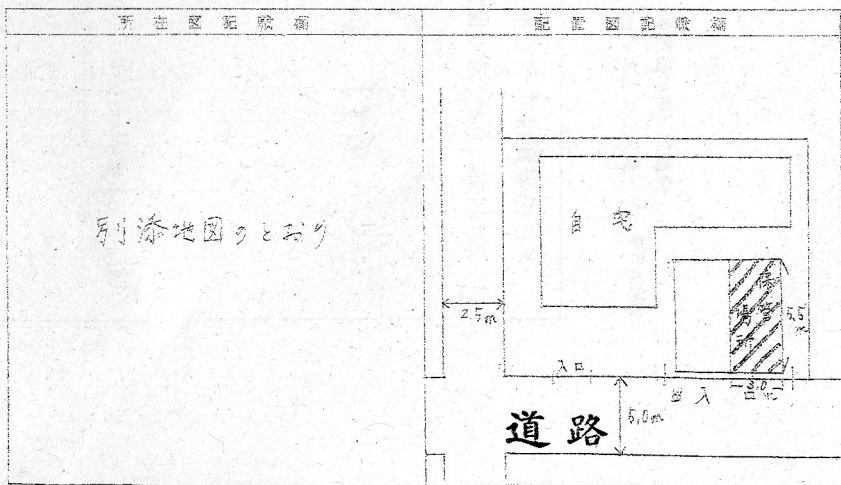 所在図記載欄
配置図記載欄
別添地図のとおり
自宅
保管
場所
5.5m
2.5m
入口
3.0m
出入口
道路
5.0m